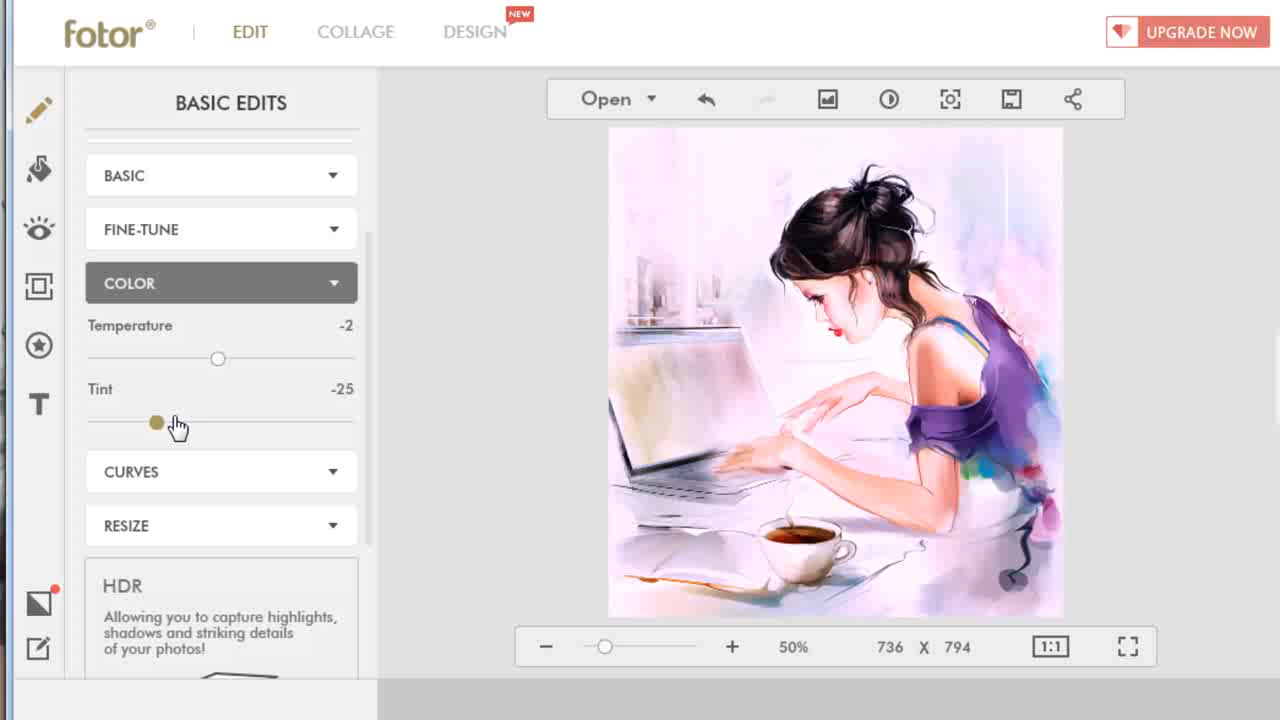 fotor®
EDIT
COLLAGE
DESIGN
NEW
UPGRADE NOW
BASIC EDITS
Open
BASIC
FINE-TUNE
COLOR
Temperature -2
Tint -25
CURVES
RESIZE
HDR
Allowing you to capture highlights,
shadows and striking details
of your photos!
T
50% 736 X 794 1:1